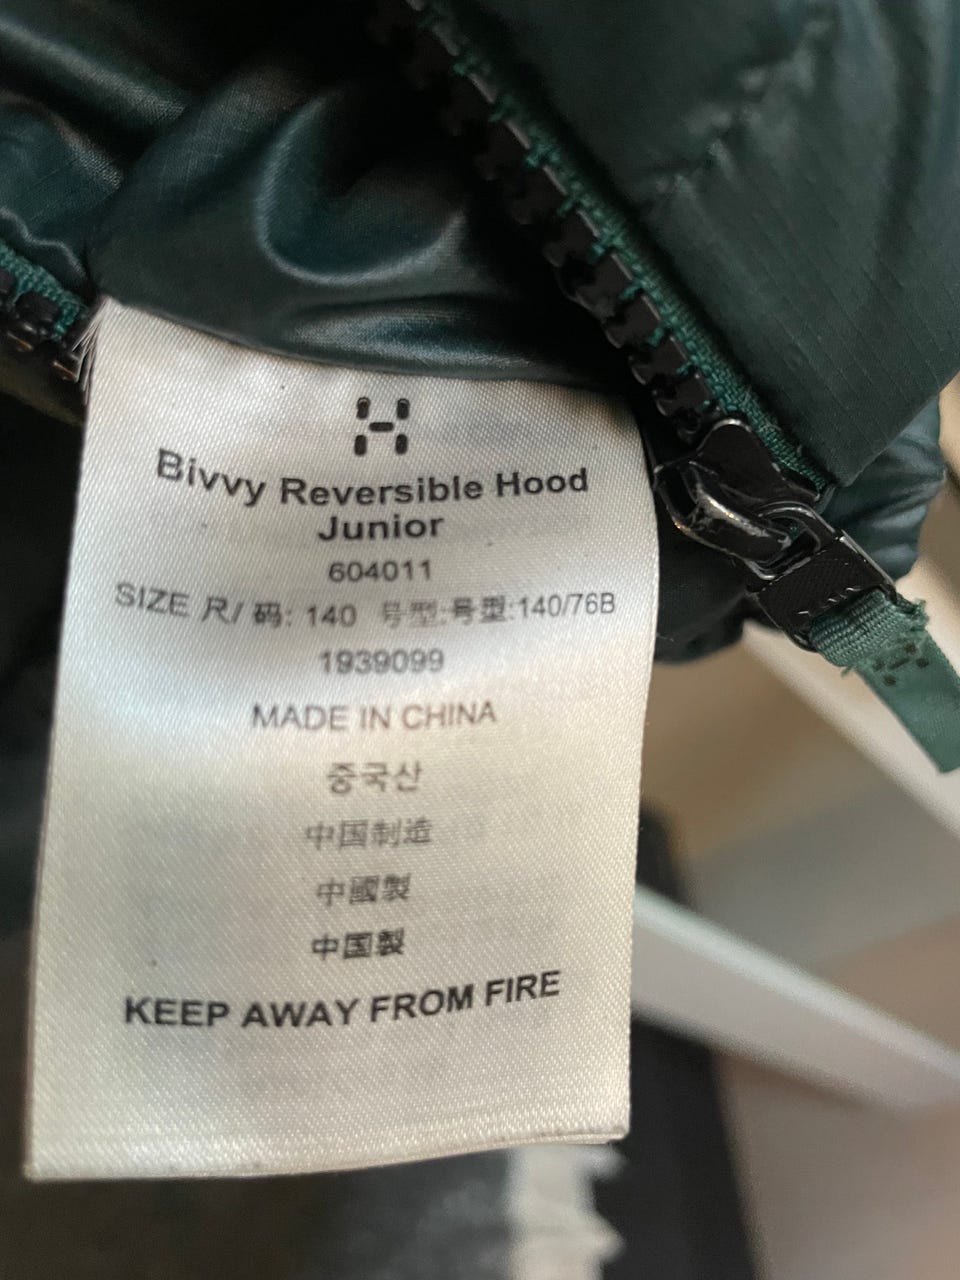 Bivvy Reversible Hood
Junior
604011
SIZE 尺/ 码: 140 号型:号型:140/76B
1939099
MADE IN CHINA
중국산
中国制造
中國製
中国製
KEEP AWAY FROM FIRE